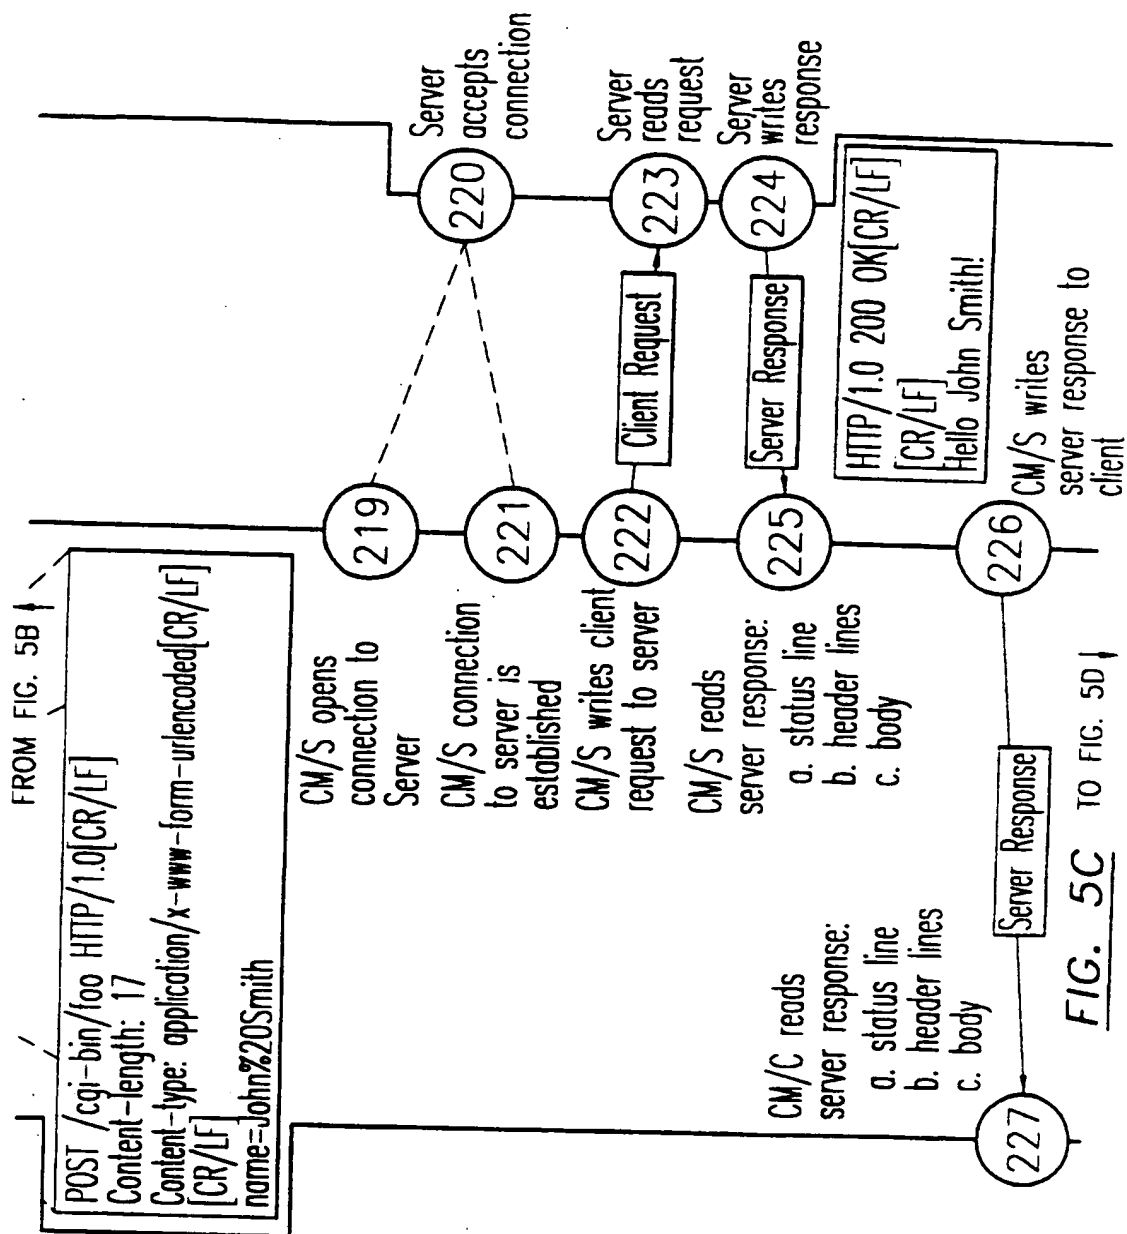 FROM FIG. 5B
POST /cgi-bin/foo HTTP/1.0[CR/LF]
Content-length: 17
Content-type: application/x-www-form-urlencoded[CR/LF]
[CR/LF]
name=John%20Smith
CM/S opens
connection to
Server
219
220
Server
accepts
connection
CM/S connection
to server is
established
221
CM/S writes client
request to server
222
Client Request
223
Server
reads
request
CM/S reads
server response:
a. status line
b. header lines
c. body
225
Server Response
224
Server
writes
response
HTTP/1.0 200 OK[CR/LF]
[CR/LF]
Hello John Smith!
CM/C reads
server response:
a. status line
b. header lines
c. body
227
Server Response
226
CM/S writes
server response to
client
FIG. 5C
TO FIG. 5D